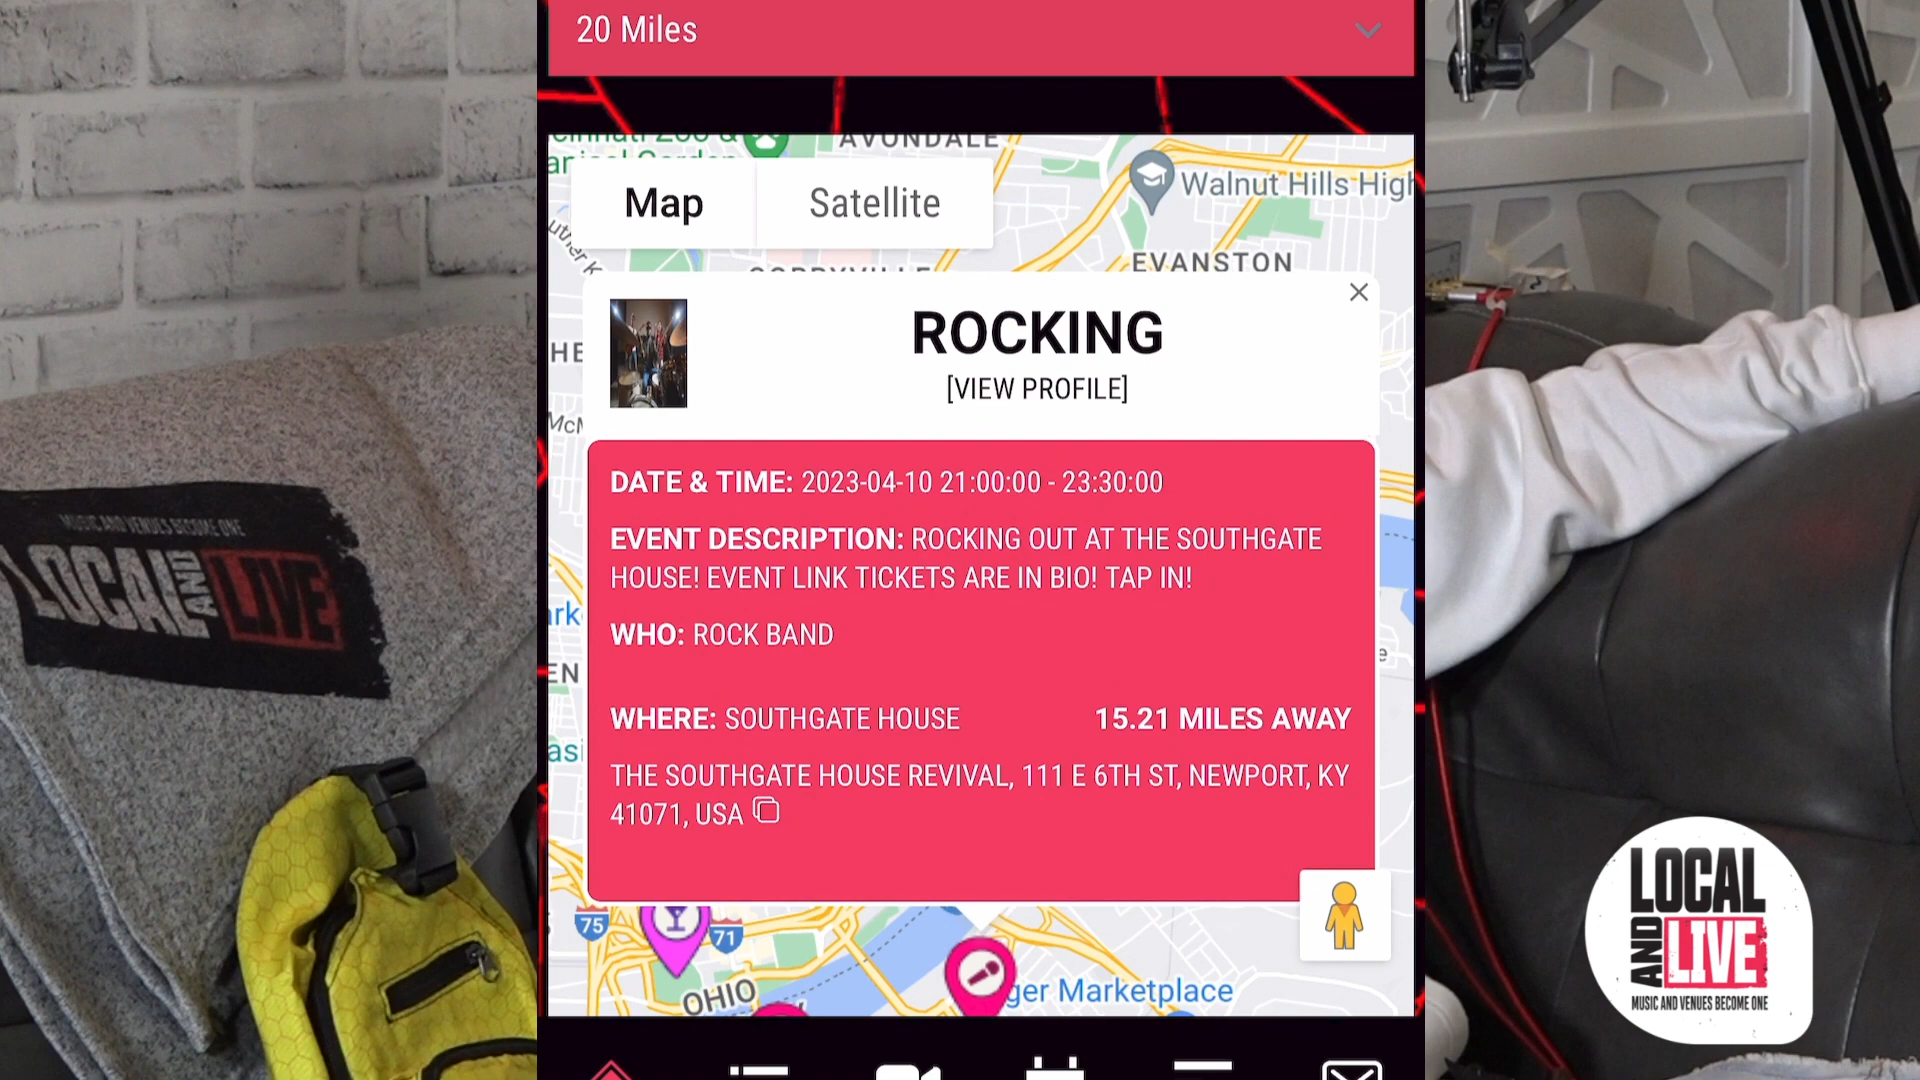 20 Miles
AVONDALE
Map
Satellite
Walnut Hills High
EVANSTON
ROCKING
[VIEW PROFILE]
DATE & TIME: 2023-04-10 21:00:00 - 23:30:00
EVENT DESCRIPTION: ROCKING OUT AT THE SOUTHGATE
HOUSE! EVENT LINK TICKETS ARE IN BIO! TAP IN!
WHO: ROCK BAND
WHERE: SOUTHGATE HOUSE
15.21 MILES AWAY
THE SOUTHGATE HOUSE REVIVAL, 111 E 6TH ST, NEWPORT, KY
41071, USA
75
71
OHIO
ger Marketplace
MUSIC AND VENUES BECOME ONE
LOCAL AND LIVE
LOCAL
AND LIVE
MUSIC AND VENUES BECOME ONE